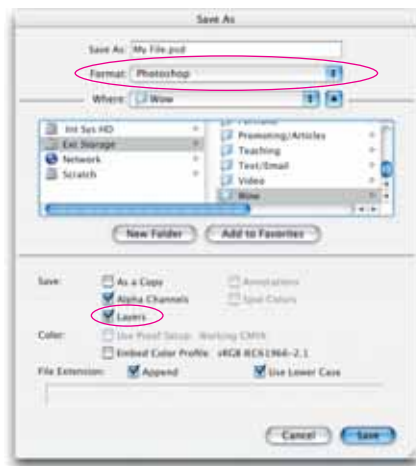 Save As
Save As: My File.psd
Format: Photoshop
Where: Wow
Int Sys HD
Ext Storage
Network
Scratch
Promoting/Articles
Teaching
Text/Email
Video
Wow
New Folder
Add to Favorites
Save: As a Copy Annotations
Alpha Channels Spot Colors
Layers
Color: Use Proof Setup: Working CMYK
Embed Color Profile: sRGB IEC61966-2.1
File Extension: Append Use Lower Case
Cancel Save